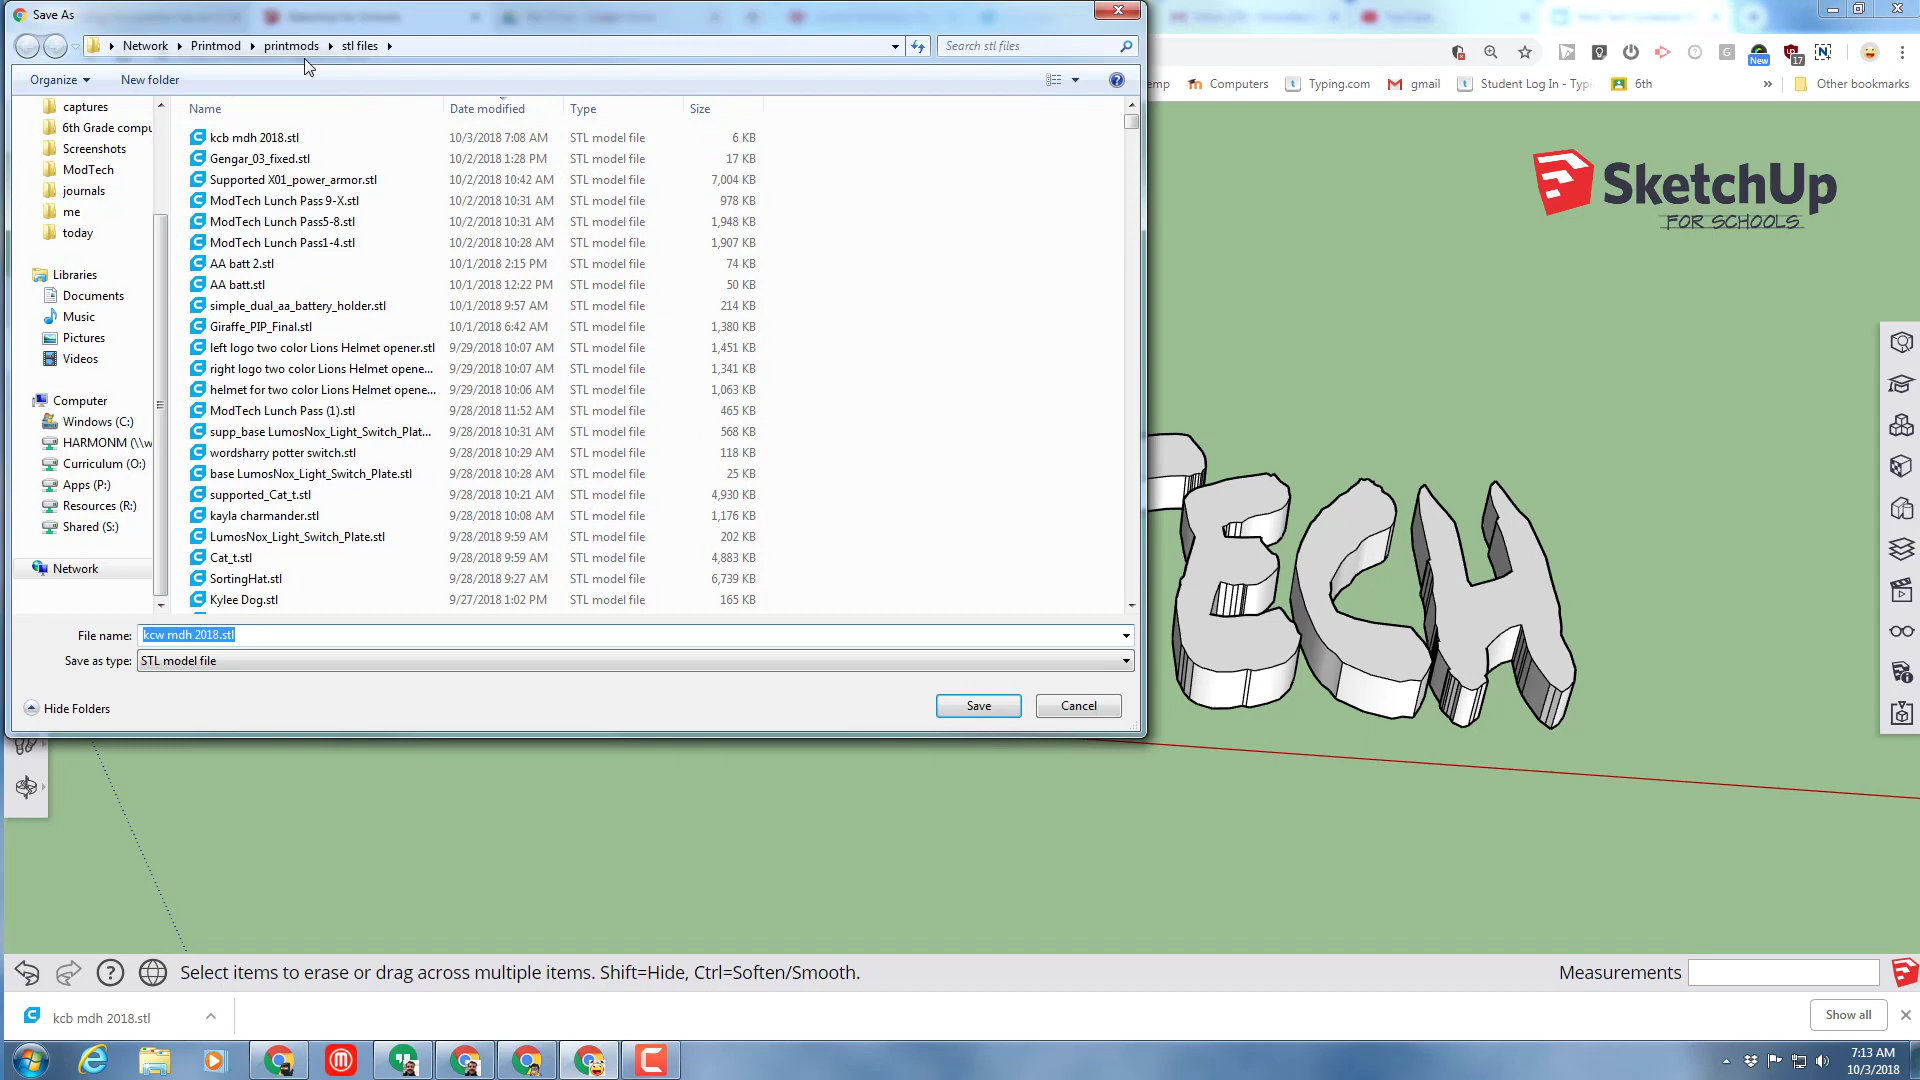 Save As
Network Printmod printmods stl files
Search stl files
Organize New folder
captures
6th Grade compu
Screenshots
ModTech
journals
me
today
Libraries
Documents
Music
Pictures
Videos
Computer
Windows (C:)
HARMONM (\\w
Curriculum (O:)
Apps (P:)
Resources (R:)
Shared (S:)
Network
Name Date modified Type Size
kcb mdh 2018.stl 10/3/2018 7:08 AM STL model file 6 KB
Gengar_03_fixed.stl 10/2/2018 1:28 PM STL model file 17 KB
Supported X01_power_armor.stl 10/2/2018 10:42 AM STL model file 7,004 KB
ModTech Lunch Pass 9-X.stl 10/2/2018 10:31 AM STL model file 978 KB
ModTech Lunch Pass5-8.stl 10/2/2018 10:31 AM STL model file 1,948 KB
ModTech Lunch Pass1-4.stl 10/2/2018 10:28 AM STL model file 1,907 KB
AA batt 2.stl 10/1/2018 2:15 PM STL model file 74 KB
AA batt.stl 10/1/2018 12:22 PM STL model file 50 KB
simple_dual_aa_battery_holder.stl 10/1/2018 9:57 AM STL model file 214 KB
Giraffe_PIP_Final.stl 10/1/2018 6:42 AM STL model file 1,380 KB
left logo two color Lions Helmet opener.stl 9/29/2018 10:07 AM STL model file 1,451 KB
right logo two color Lions Helmet opene... 9/29/2018 10:07 AM STL model file 1,341 KB
helmet for two color Lions Helmet opene... 9/29/2018 10:06 AM STL model file 1,063 KB
ModTech Lunch Pass (1).stl 9/28/2018 11:52 AM STL model file 465 KB
supp_base LumosNox_Light_Switch_Plat... 9/28/2018 10:31 AM STL model file 568 KB
wordsharry potter switch.stl 9/28/2018 10:29 AM STL model file 118 KB
base LumosNox_Light_Switch_Plate.stl 9/28/2018 10:28 AM STL model file 25 KB
supported_Cat_t.stl 9/28/2018 10:21 AM STL model file 4,930 KB
kayla charmander.stl 9/28/2018 10:08 AM STL model file 1,176 KB
LumosNox_Light_Switch_Plate.stl 9/28/2018 9:59 AM STL model file 202 KB
Cat_t.stl 9/28/2018 9:59 AM STL model file 4,883 KB
SortingHat.stl 9/28/2018 9:27 AM STL model file 6,739 KB
Kylee Dog.stl 9/27/2018 1:02 PM STL model file 165 KB
File name: kcw mdh 2018.stl
Save as type: STL model file
Hide Folders
Save Cancel
New 17
emp Computers Typing.com gmail Student Log In - Typi 6th » Other bookmarks
SketchUp
FOR SCHOOLS
ECH
Select items to erase or drag across multiple items. Shift=Hide, Ctrl=Soften/Smooth.
Measurements
kcb mdh 2018.stl
Show all
7:13 AM
10/3/2018